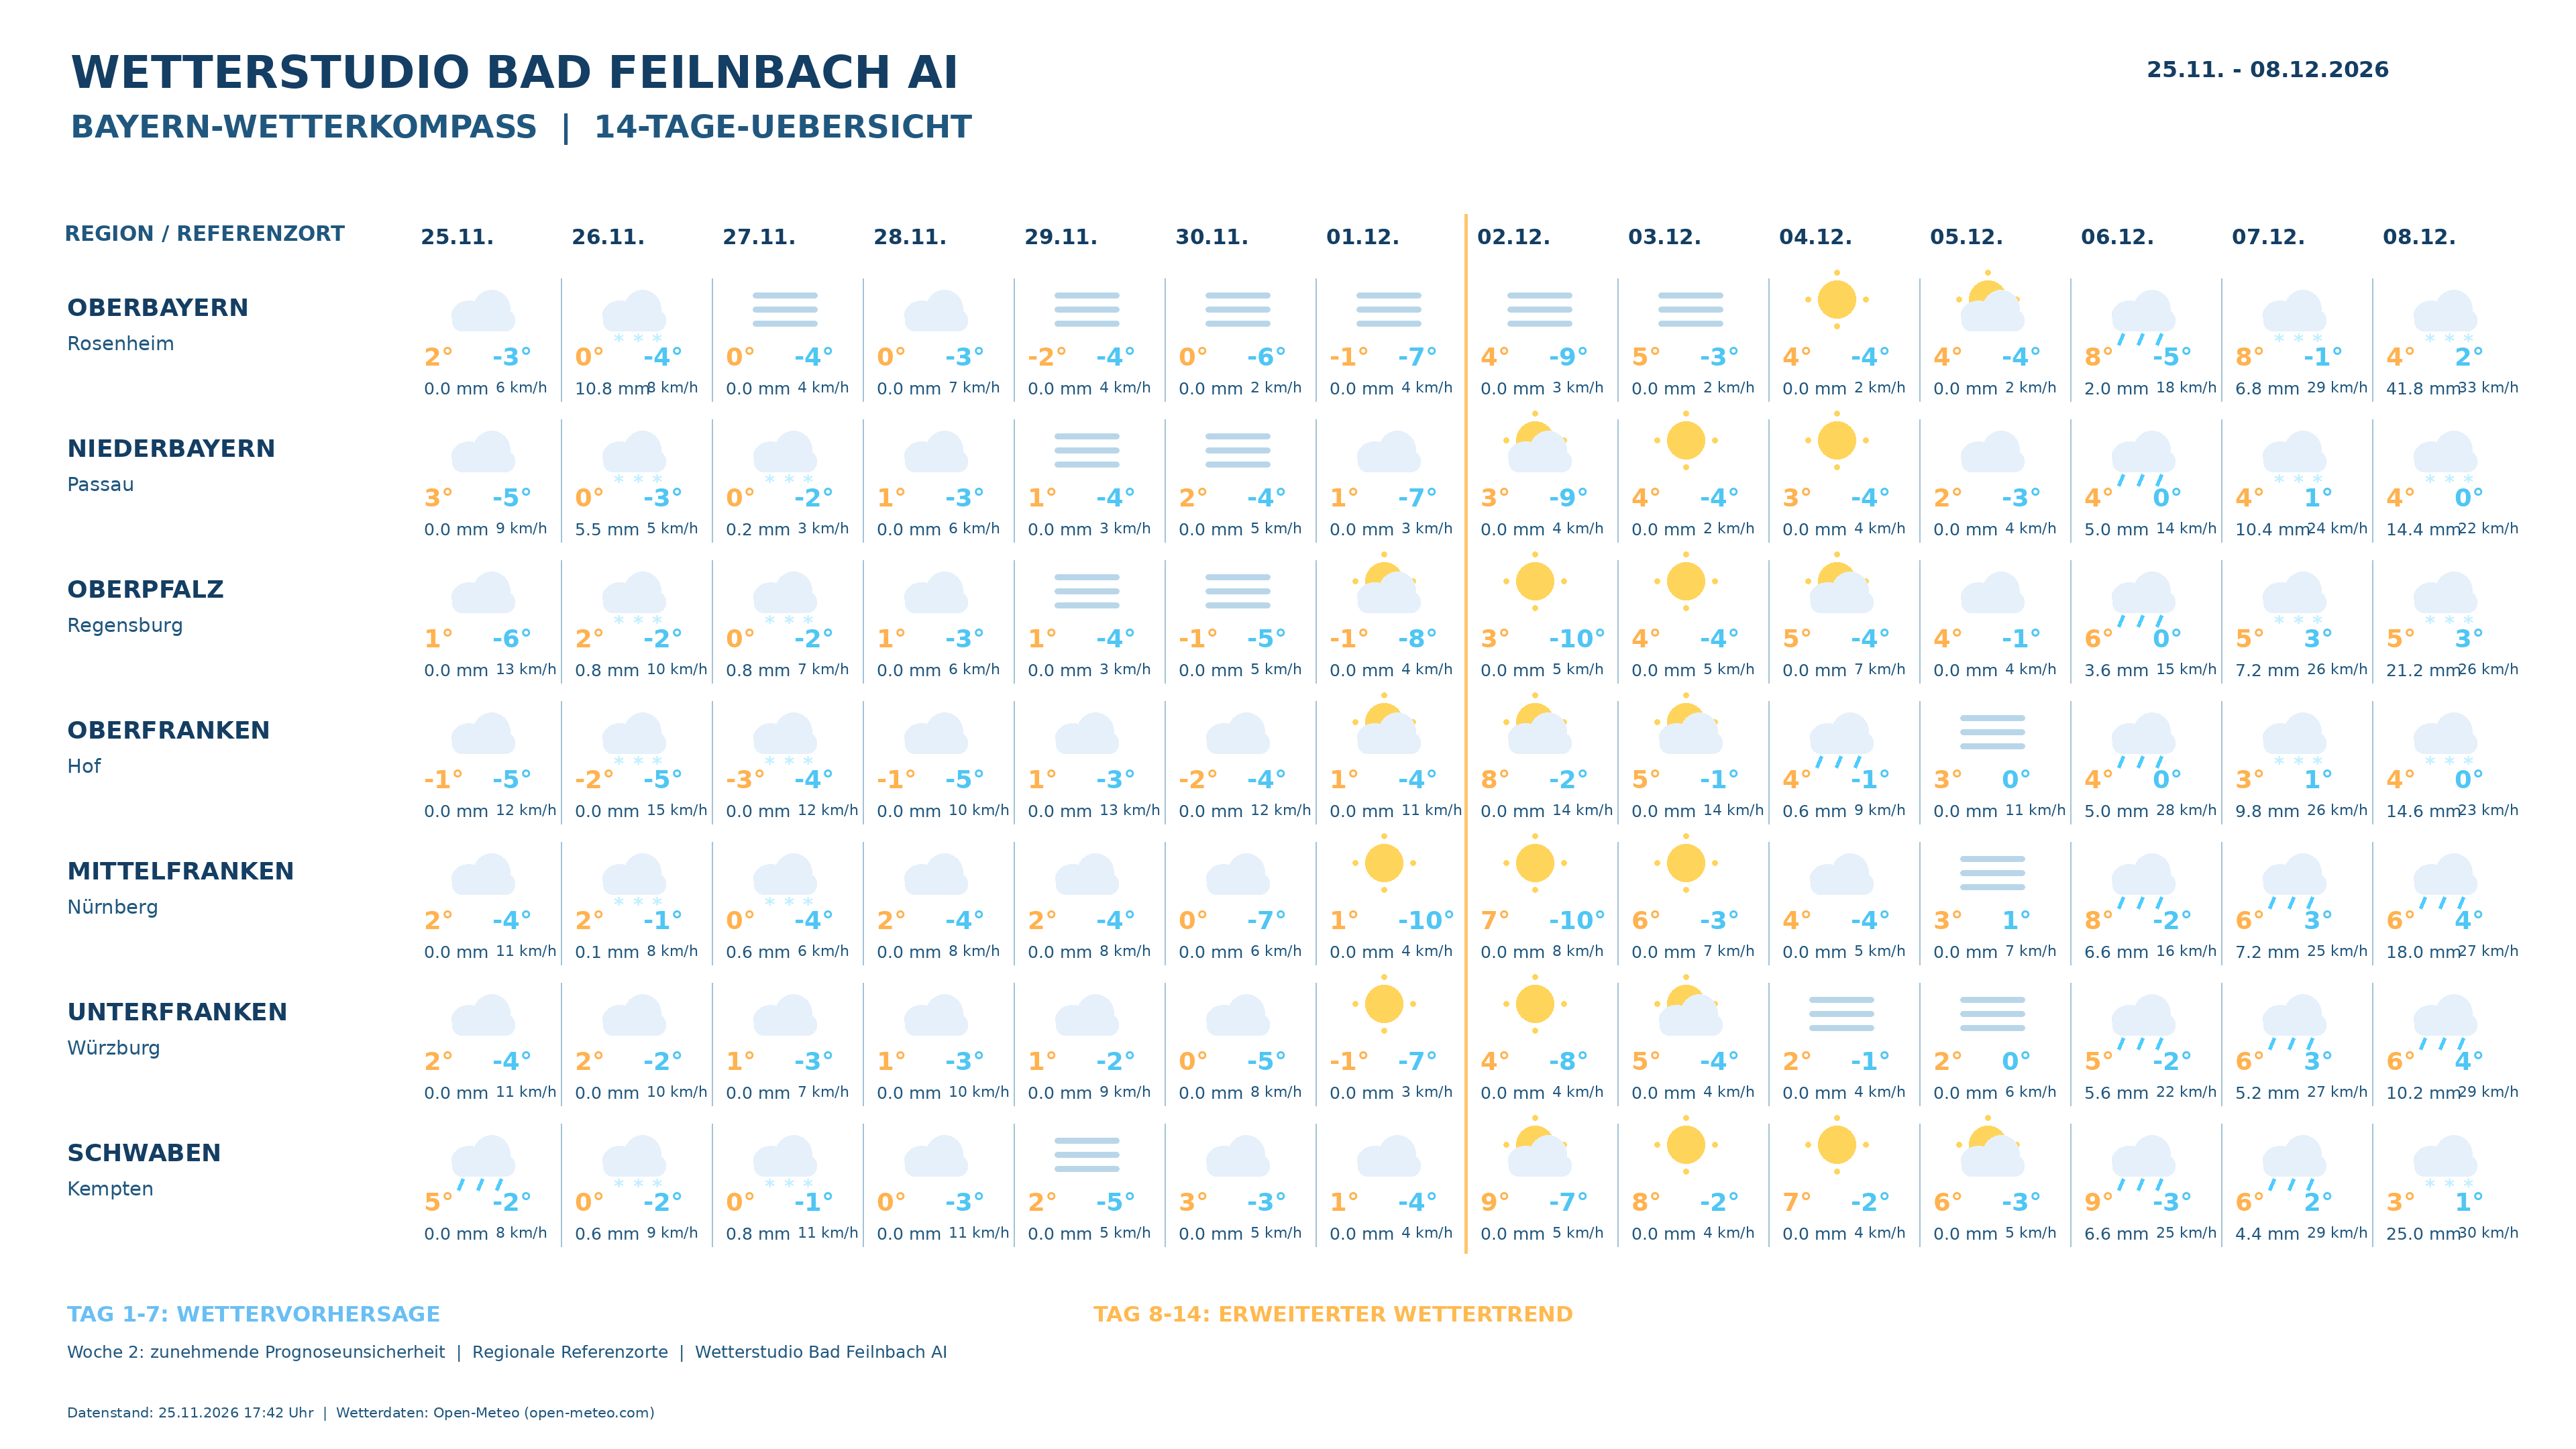 WETTERSTUDIO BAD FEILNBACH AI
25.11. - 08.12.2026
BAYERN-WETTERKOMPASS | 14-TAGE-UEBERSICHT
REGION / REFERENZORT 25.11. 26.11. 27.11. 28.11. 29.11. 30.11. 01.12. 02.12. 03.12. 04.12. 05.12. 06.12. 07.12. 08.12.
OBERBAYERN
Rosenheim
2° -3° 0° -4° 0° -4° 0° -3° -2° -4° 0° -6° -1° -7° 4° -9° 5° -3° 4° -4° 4° -4° 8° -5° 8° -1° 4° 2°
0.0 mm 6 km/h 10.8 mm 8 km/h 0.0 mm 4 km/h 0.0 mm 7 km/h 0.0 mm 4 km/h 0.0 mm 2 km/h 0.0 mm 4 km/h 0.0 mm 3 km/h 0.0 mm 2 km/h 0.0 mm 2 km/h 0.0 mm 2 km/h 2.0 mm 18 km/h 6.8 mm 29 km/h 41.8 mm 33 km/h
NIEDERBAYERN
Passau
3° -5° 0° -3° 0° -2° 1° -3° 1° -4° 2° -4° 1° -7° 3° -9° 4° -4° 3° -4° 2° -3° 4° 0° 4° 1° 4° 0°
0.0 mm 9 km/h 5.5 mm 5 km/h 0.2 mm 3 km/h 0.0 mm 6 km/h 0.0 mm 3 km/h 0.0 mm 5 km/h 0.0 mm 3 km/h 0.0 mm 4 km/h 0.0 mm 2 km/h 0.0 mm 4 km/h 0.0 mm 4 km/h 5.0 mm 14 km/h 10.4 mm 24 km/h 14.4 mm 22 km/h
OBERPFALZ
Regensburg
1° -6° 2° -2° 0° -2° 1° -3° 1° -4° -1° -5° -1° -8° 3° -10° 4° -4° 5° -4° 4° -1° 6° 0° 5° 3° 5° 3°
0.0 mm 13 km/h 0.8 mm 10 km/h 0.8 mm 7 km/h 0.0 mm 6 km/h 0.0 mm 3 km/h 0.0 mm 5 km/h 0.0 mm 4 km/h 0.0 mm 5 km/h 0.0 mm 5 km/h 0.0 mm 7 km/h 0.0 mm 4 km/h 3.6 mm 15 km/h 7.2 mm 26 km/h 21.2 mm 26 km/h
OBERFRANKEN
Hof
-1° -5° -2° -5° -3° -4° -1° -5° 1° -3° -2° -4° 1° -4° 8° -2° 5° -1° 4° -1° 3° 0° 4° 0° 3° 1° 4° 0°
0.0 mm 12 km/h 0.0 mm 15 km/h 0.0 mm 12 km/h 0.0 mm 10 km/h 0.0 mm 13 km/h 0.0 mm 12 km/h 0.0 mm 11 km/h 0.0 mm 14 km/h 0.0 mm 14 km/h 0.6 mm 9 km/h 0.0 mm 11 km/h 5.0 mm 28 km/h 9.8 mm 26 km/h 14.6 mm 23 km/h
MITTELFRANKEN
Nürnberg
2° -4° 2° -1° 0° -4° 2° -4° 2° -4° 0° -7° 1° -10° 7° -10° 6° -3° 4° -4° 3° 1° 8° -2° 6° 3° 6° 4°
0.0 mm 11 km/h 0.1 mm 8 km/h 0.6 mm 6 km/h 0.0 mm 8 km/h 0.0 mm 8 km/h 0.0 mm 6 km/h 0.0 mm 4 km/h 0.0 mm 8 km/h 0.0 mm 7 km/h 0.0 mm 5 km/h 0.0 mm 7 km/h 6.6 mm 16 km/h 7.2 mm 25 km/h 18.0 mm 27 km/h
UNTERFRANKEN
Würzburg
2° -4° 2° -2° 1° -3° 1° -3° 1° -2° 0° -5° -1° -7° 4° -8° 5° -4° 2° -1° 2° 0° 5° -2° 6° 3° 6° 4°
0.0 mm 11 km/h 0.0 mm 10 km/h 0.0 mm 7 km/h 0.0 mm 10 km/h 0.0 mm 9 km/h 0.0 mm 8 km/h 0.0 mm 3 km/h 0.0 mm 4 km/h 0.0 mm 4 km/h 0.0 mm 4 km/h 0.0 mm 6 km/h 5.6 mm 22 km/h 5.2 mm 27 km/h 10.2 mm 29 km/h
SCHWABEN
Kempten
5° -2° 0° -2° 0° -1° 0° -3° 2° -5° 3° -3° 1° -4° 9° -7° 8° -2° 7° -2° 6° -3° 9° -3° 6° 2° 3° 1°
0.0 mm 8 km/h 0.6 mm 9 km/h 0.8 mm 11 km/h 0.0 mm 11 km/h 0.0 mm 5 km/h 0.0 mm 5 km/h 0.0 mm 4 km/h 0.0 mm 5 km/h 0.0 mm 4 km/h 0.0 mm 4 km/h 0.0 mm 5 km/h 6.6 mm 25 km/h 4.4 mm 29 km/h 25.0 mm 30 km/h
TAG 1-7: WETTERVORHERSAGE TAG 8-14: ERWEITERTER WETTERTREND
Woche 2: zunehmende Prognoseunsicherheit | Regionale Referenzorte | Wetterstudio Bad Feilnbach AI
Datenstand: 25.11.2026 17:42 Uhr | Wetterdaten: Open-Meteo (open-meteo.com)